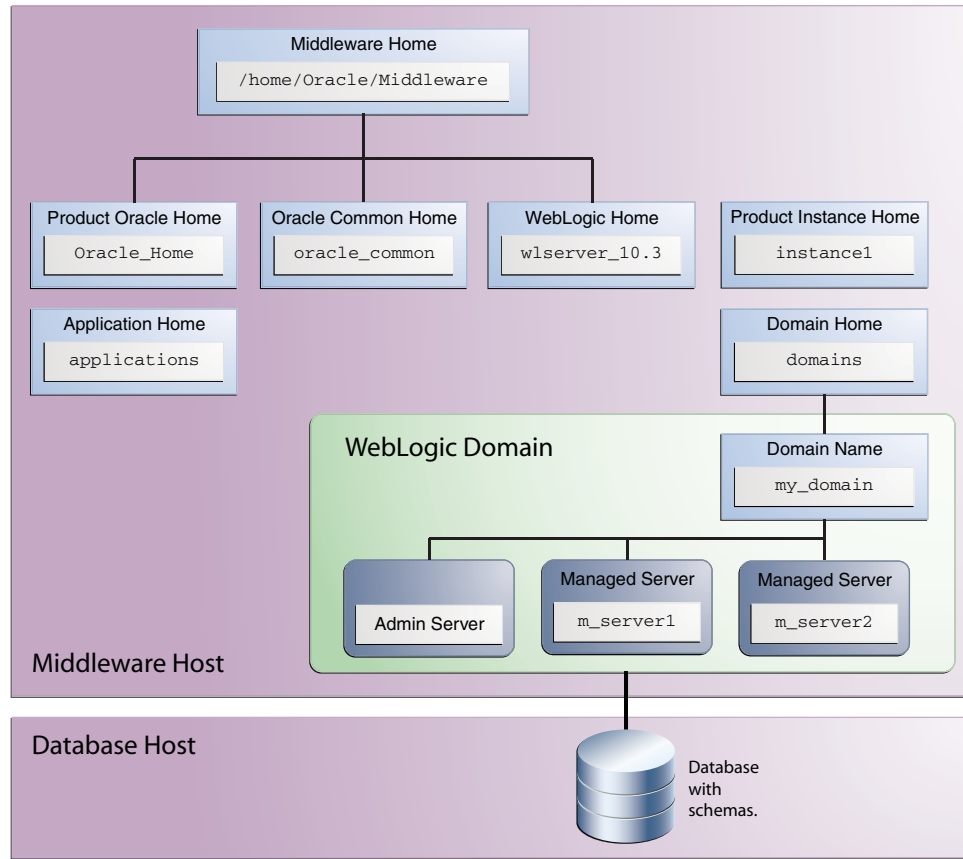 Middleware Home
/home/Oracle/Middleware
Product Oracle Home
Oracle_Home
Oracle Common Home
oracle_common
WebLogic Home
wlserver_10.3
Product Instance Home
instance1
Application Home
applications
Domain Home
domains
WebLogic Domain
Domain Name
my_domain
Admin Server
Managed Server
m_server1
Managed Server
m_server2
Middleware Host
Database Host
Database
with
schemas.